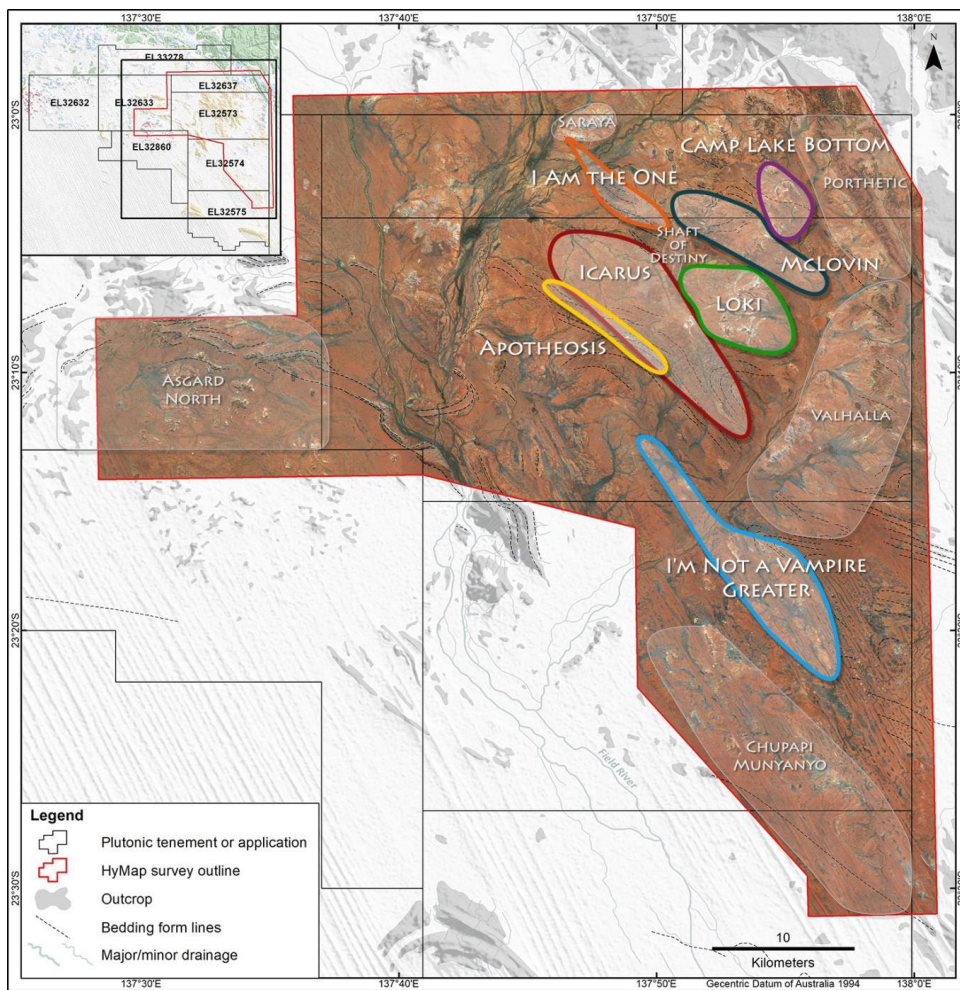 137°30'E
137°40'E
137°50'E
138°0'E
N
EL33278
EL32637
EL32632
EL32633
EL32573
EL32860
EL32574
EL32575
23°0'S
SARAYA
CAMP LAKE BOTTOM
I AM THE ONE
PORTHETIC
SHAFT
OF
DESTINY
MCLOVIN
ICARUS
LOKI
APOTHEOSIS
23°10'S
ASGARD
NORTH
VALHALLA
I'M NOT A VAMPIRE
GREATER
23°20'S
CHUPAPI
MUNYANYO
Field River
23°30'S
Legend
Plutonic tenement or application
HyMap survey outline
Outcrop
Bedding form lines
Major/minor drainage
10
Kilometers
Gecentric Datum of Australia 1994
137°30'E
137°40'E
137°50'E
138°0'E